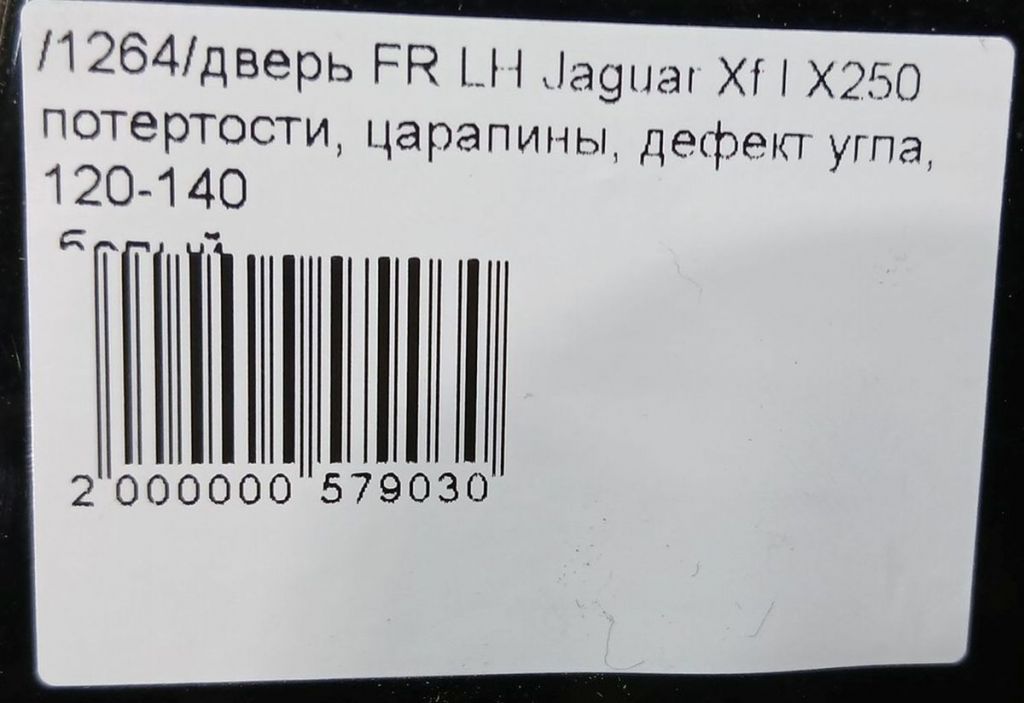 /1264/дверь FR LH Jaguar Xf I X250
потертости, царапины, дефект угла,
120-140
2 000000 579030